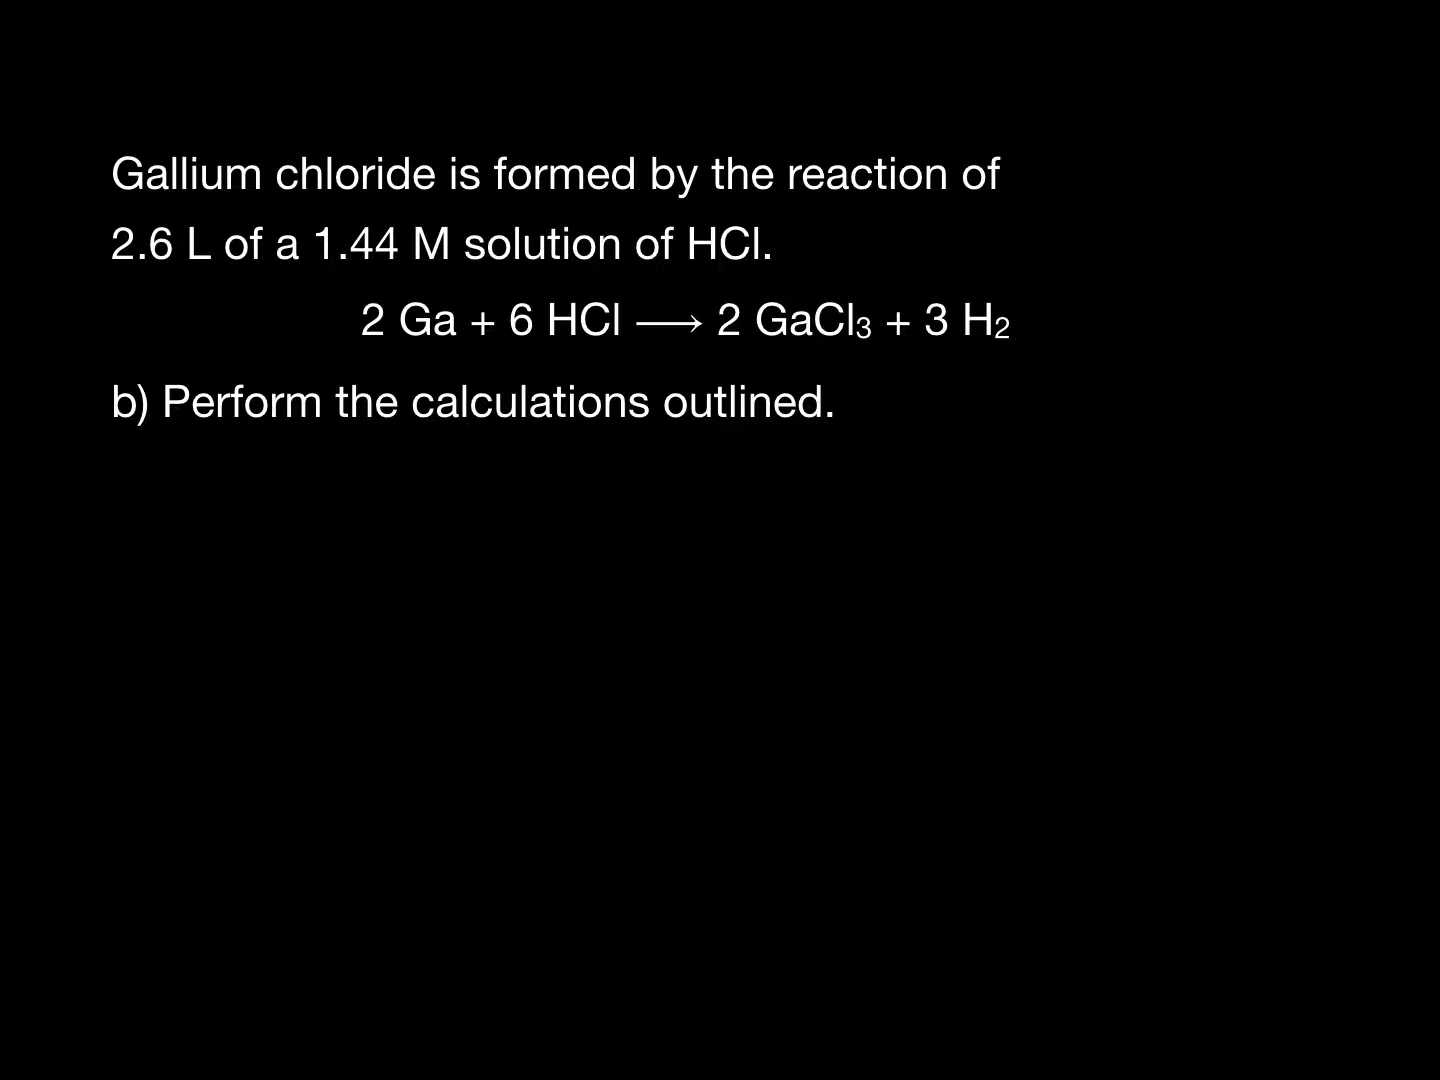 Gallium chloride is formed by the reaction of
2.6 L of a 1.44 M solution of HCl.
2 Ga + 6 HCl ⟶ 2 GaCl₃ + 3 H₂
b) Perform the calculations outlined.